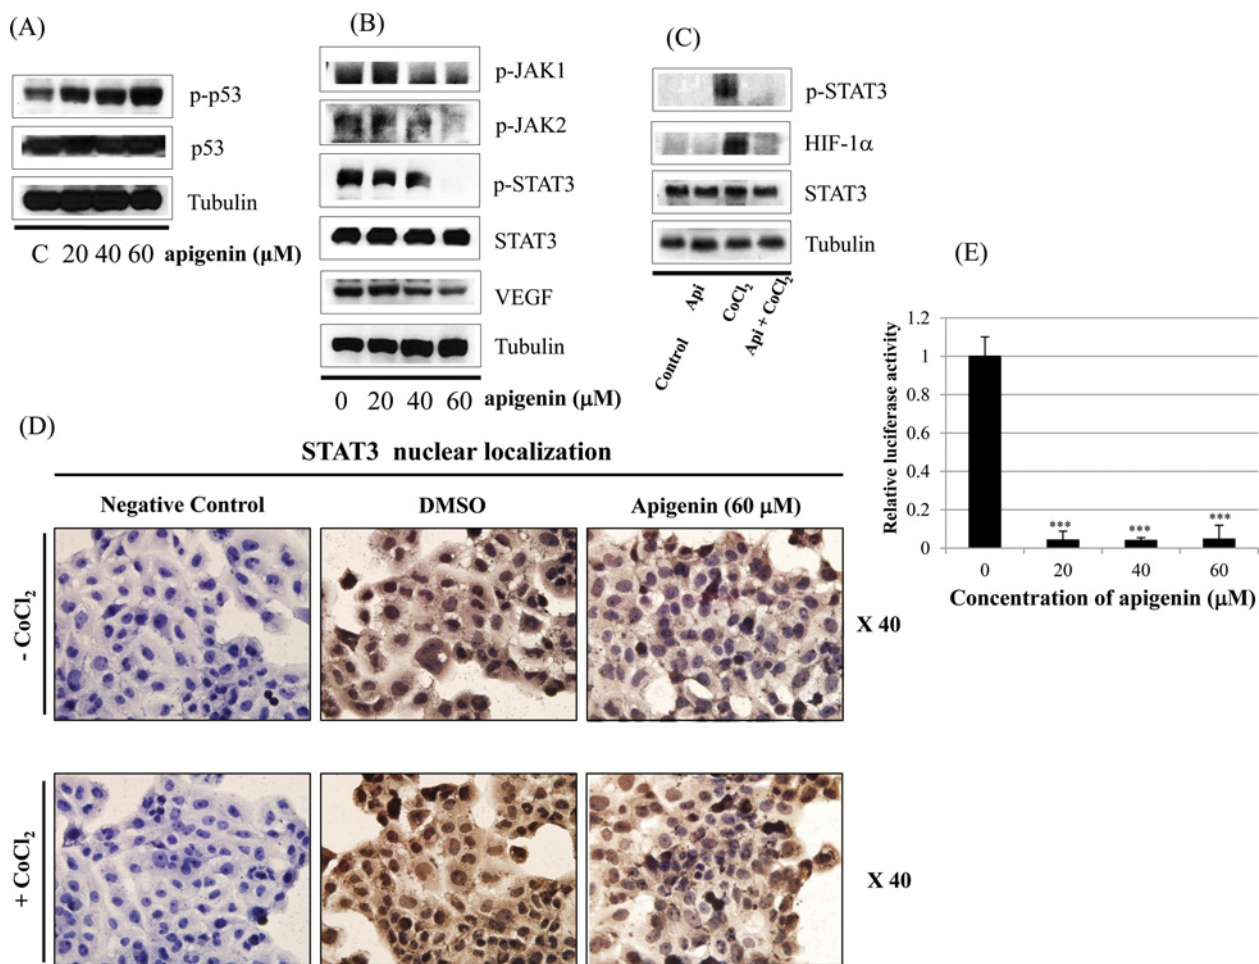 (A)
p-p53
p53
Tubulin
C 20 40 60 apigenin (μM)
(B)
p-JAK1
p-JAK2
p-STAT3
STAT3
VEGF
Tubulin
0 20 40 60 apigenin (μM)
(C)
p-STAT3
HIF-1α
STAT3
Tubulin
Control
Api
CoCl2
Api + CoCl2
(D)
STAT3 nuclear localization
Negative Control DMSO Apigenin (60 μM)
- CoCl2
X 40
+ CoCl2
X 40
(E)
Relative luciferase activity
1.2
1
0.8
0.6
0.4
0.2
0
*** *** ***
0 20 40 60
Concentration of apigenin (μM)